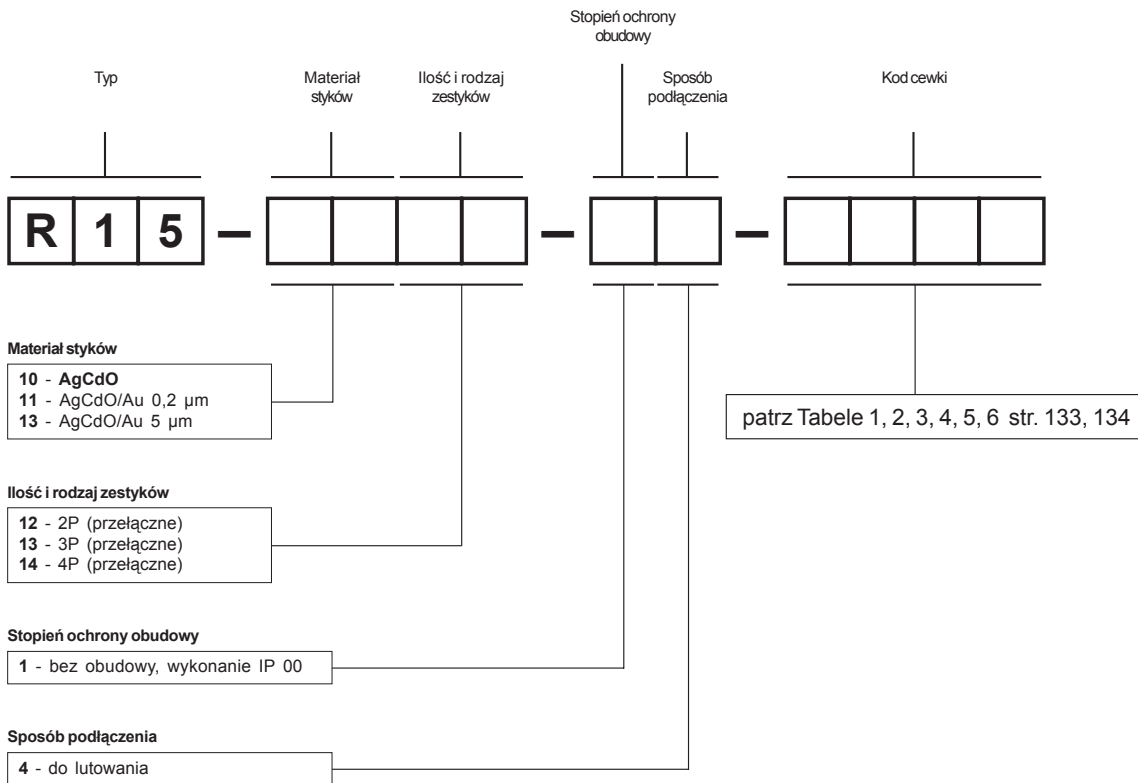 Stopień ochrony
obudowy
Typ
Materiał
styków
Ilość i rodzaj
zestyków
Sposób
podłączenia
Kod cewki
R 1 5 – – –
Materiał styków
10 - AgCdO
11 - AgCdO/Au 0,2 µm
13 - AgCdO/Au 5 µm
patrz Tabele 1, 2, 3, 4, 5, 6 str. 133, 134
Ilość i rodzaj zestyków
12 - 2P (przełączne)
13 - 3P (przełączne)
14 - 4P (przełączne)
Stopień ochrony obudowy
1 - bez obudowy, wykonanie IP 00
Sposób podłączenia
4 - do lutowania